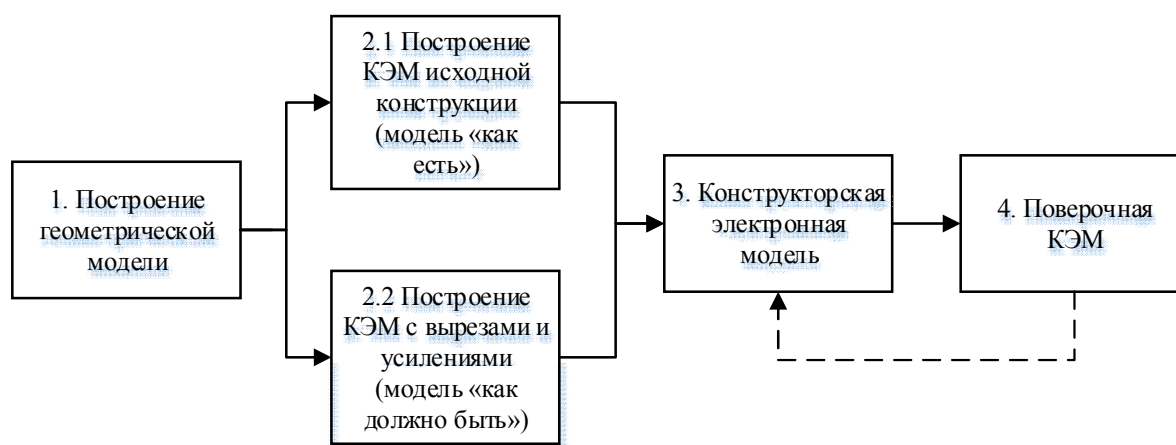 1. Построение
геометрической
модели
2.1 Построение
КЭМ исходной
конструкции
(модель «как
есть»)
2.2 Построение
КЭМ с вырезами и
усилениями
(модель «как
должно быть»)
3. Конструкторская
электронная
модель
4. Поверочная
КЭМ